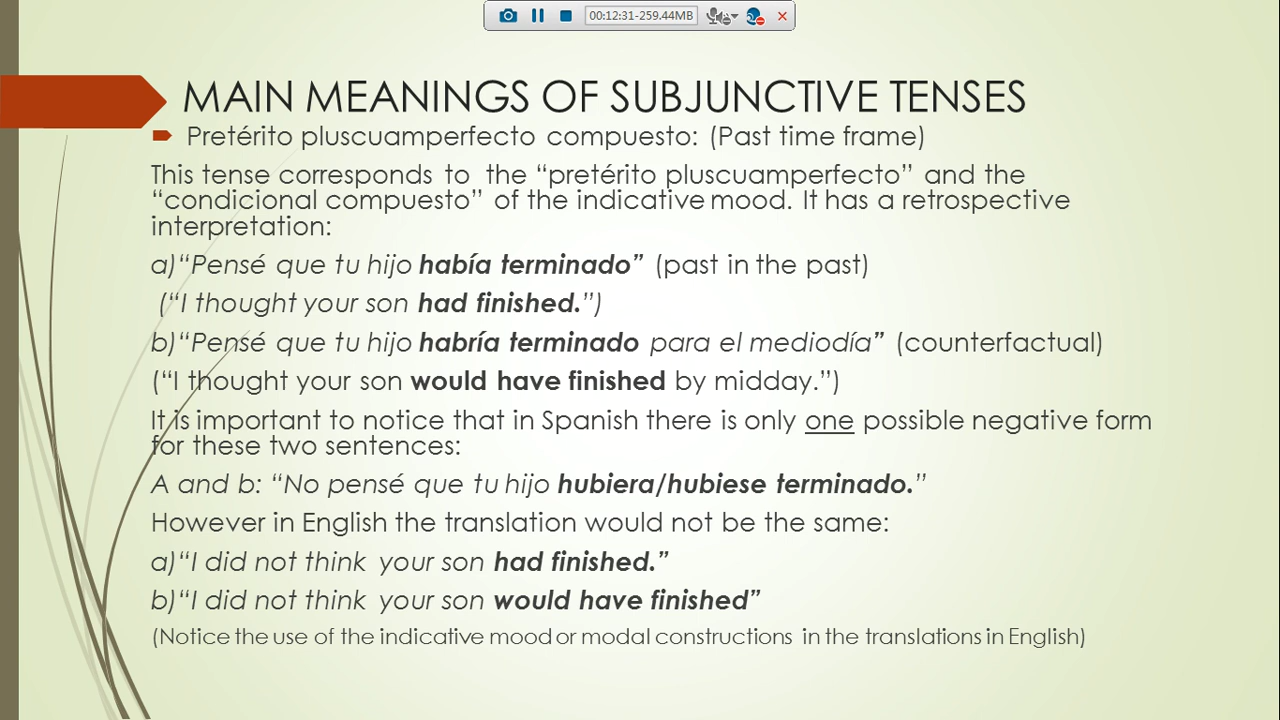 00:12:31-259.44MB
MAIN MEANINGS OF SUBJUNCTIVE TENSES
Pretérito pluscuamperfecto compuesto: (Past time frame)
This tense corresponds to the “pretérito pluscuamperfecto” and the
“condicional compuesto” of the indicative mood. It has a retrospective
interpretation:
a)“Pensé que tu hijo había terminado” (past in the past)
(“I thought your son had finished.”)
b)“Pensé que tu hijo habría terminado para el mediodía” (counterfactual)
(“I thought your son would have finished by midday.”)
It is important to notice that in Spanish there is only one possible negative form
for these two sentences:
A and b: “No pensé que tu hijo hubiera/hubiese terminado.”
However in English the translation would not be the same:
a)“I did not think your son had finished.”
b)“I did not think your son would have finished”
(Notice the use of the indicative mood or modal constructions in the translations in English)